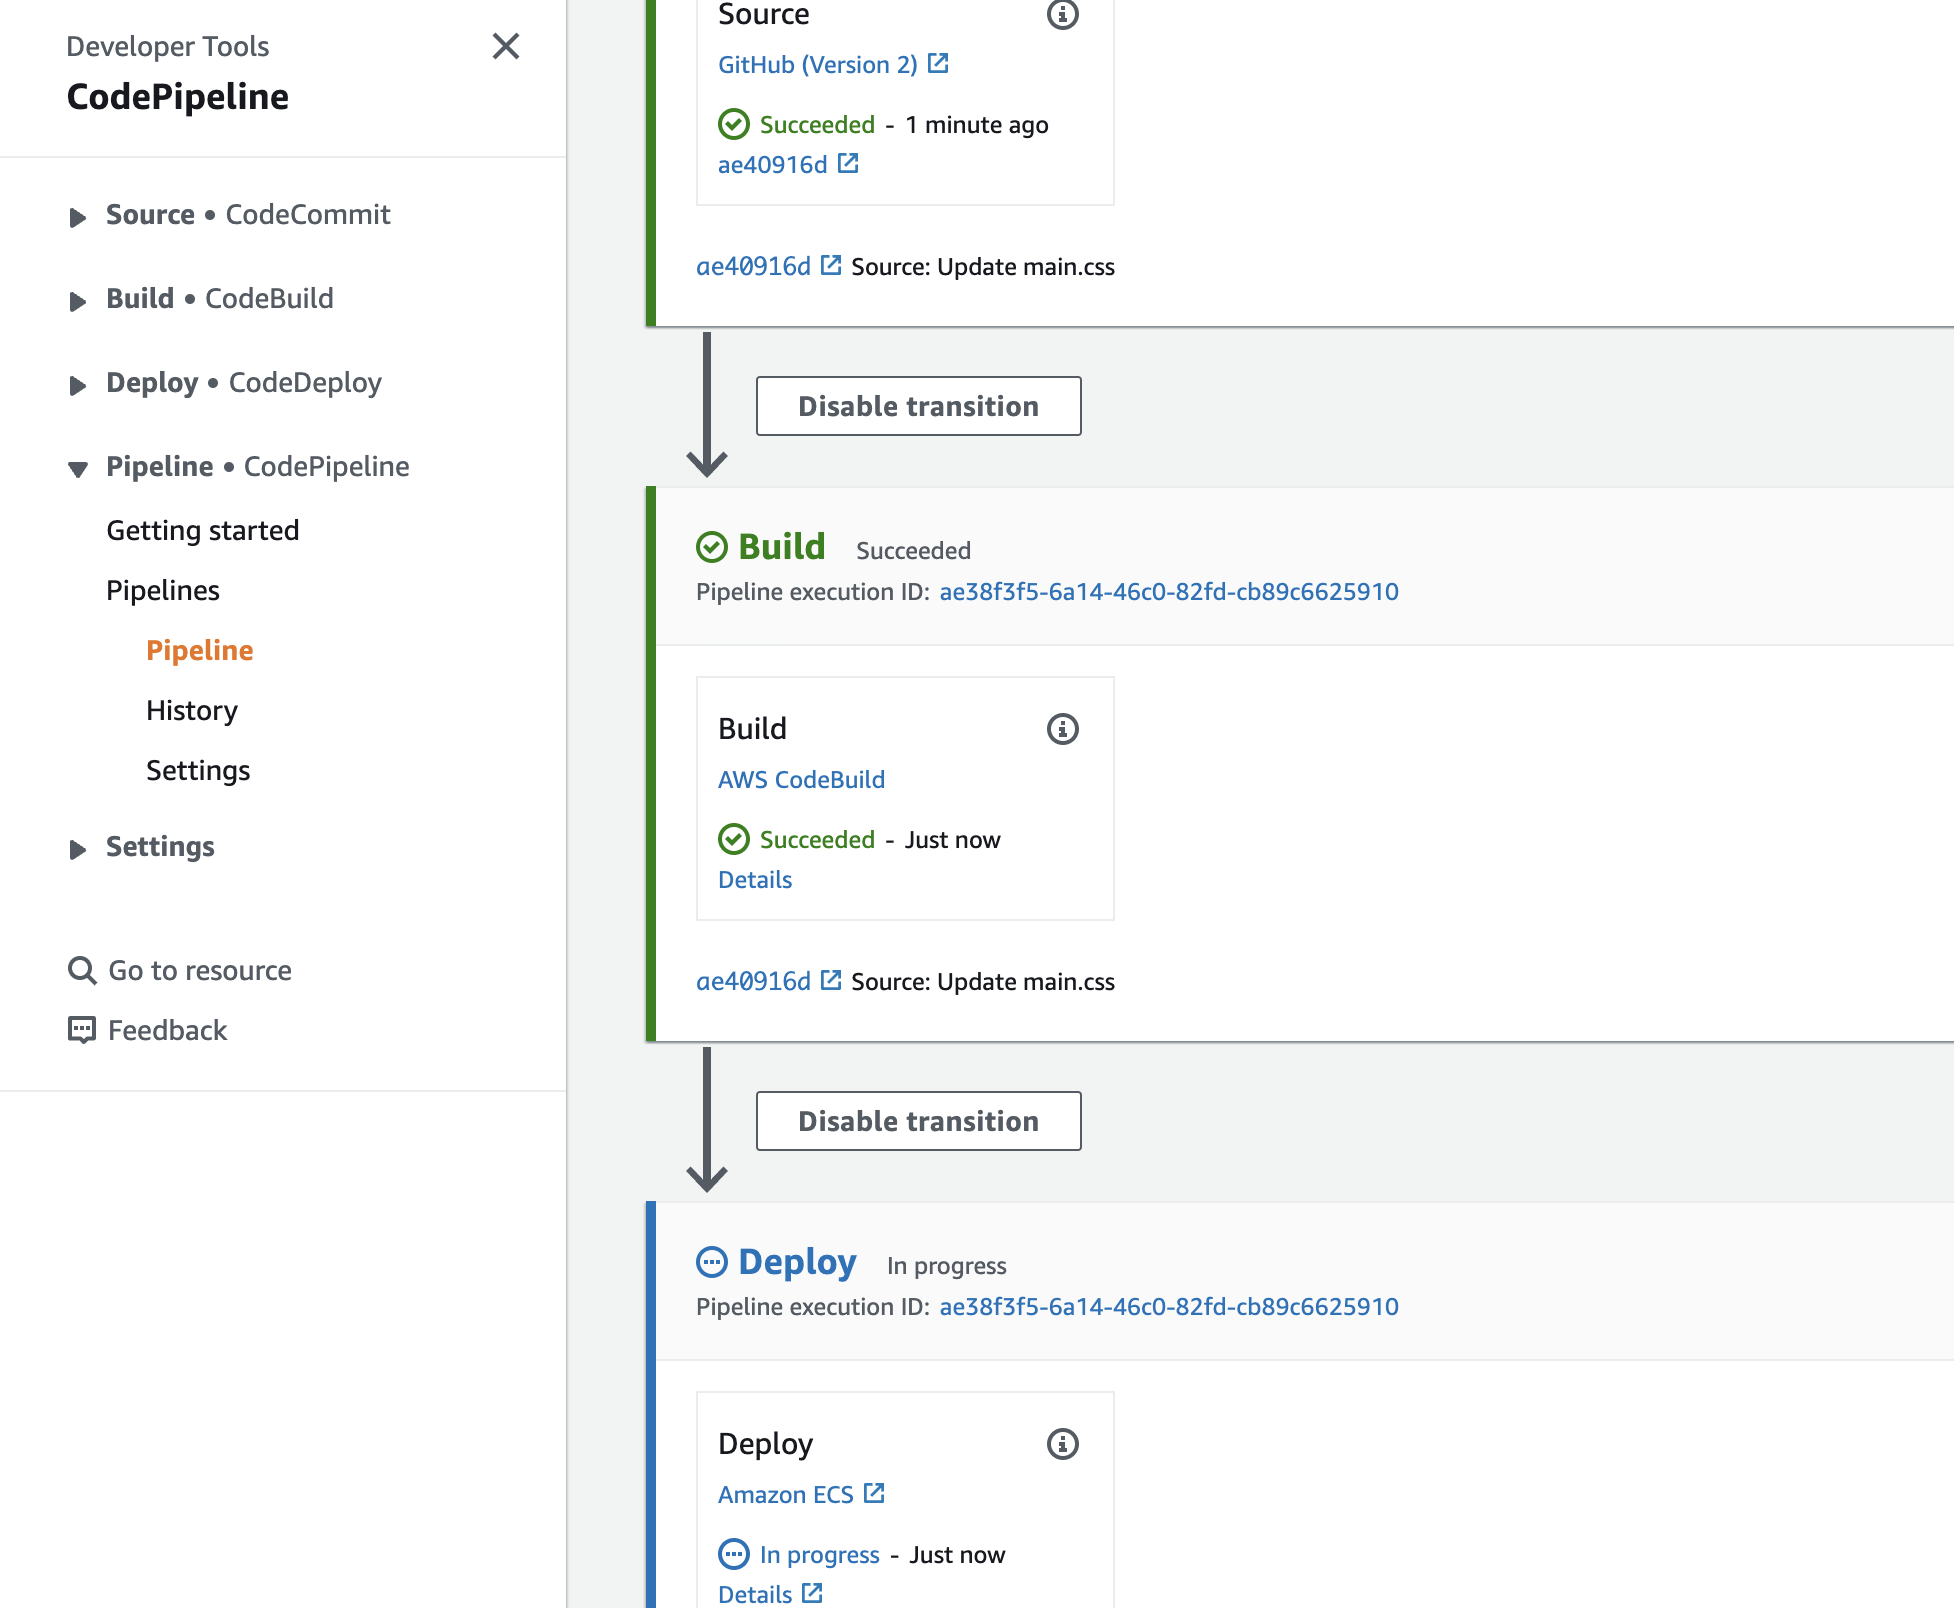 Developer Tools
CodePipeline
Source • CodeCommit
Build • CodeBuild
Deploy • CodeDeploy
Pipeline • CodePipeline
Getting started
Pipelines
Pipeline
History
Settings
Settings
Go to resource
Feedback
Source
GitHub (Version 2)
Succeeded - 1 minute ago
ae40916d
ae40916d Source: Update main.css
Disable transition
Build Succeeded
Pipeline execution ID: ae38f3f5-6a14-46c0-82fd-cb89c6625910
Build
AWS CodeBuild
Succeeded - Just now
Details
ae40916d Source: Update main.css
Disable transition
Deploy In progress
Pipeline execution ID: ae38f3f5-6a14-46c0-82fd-cb89c6625910
Deploy
Amazon ECS
In progress - Just now
Details